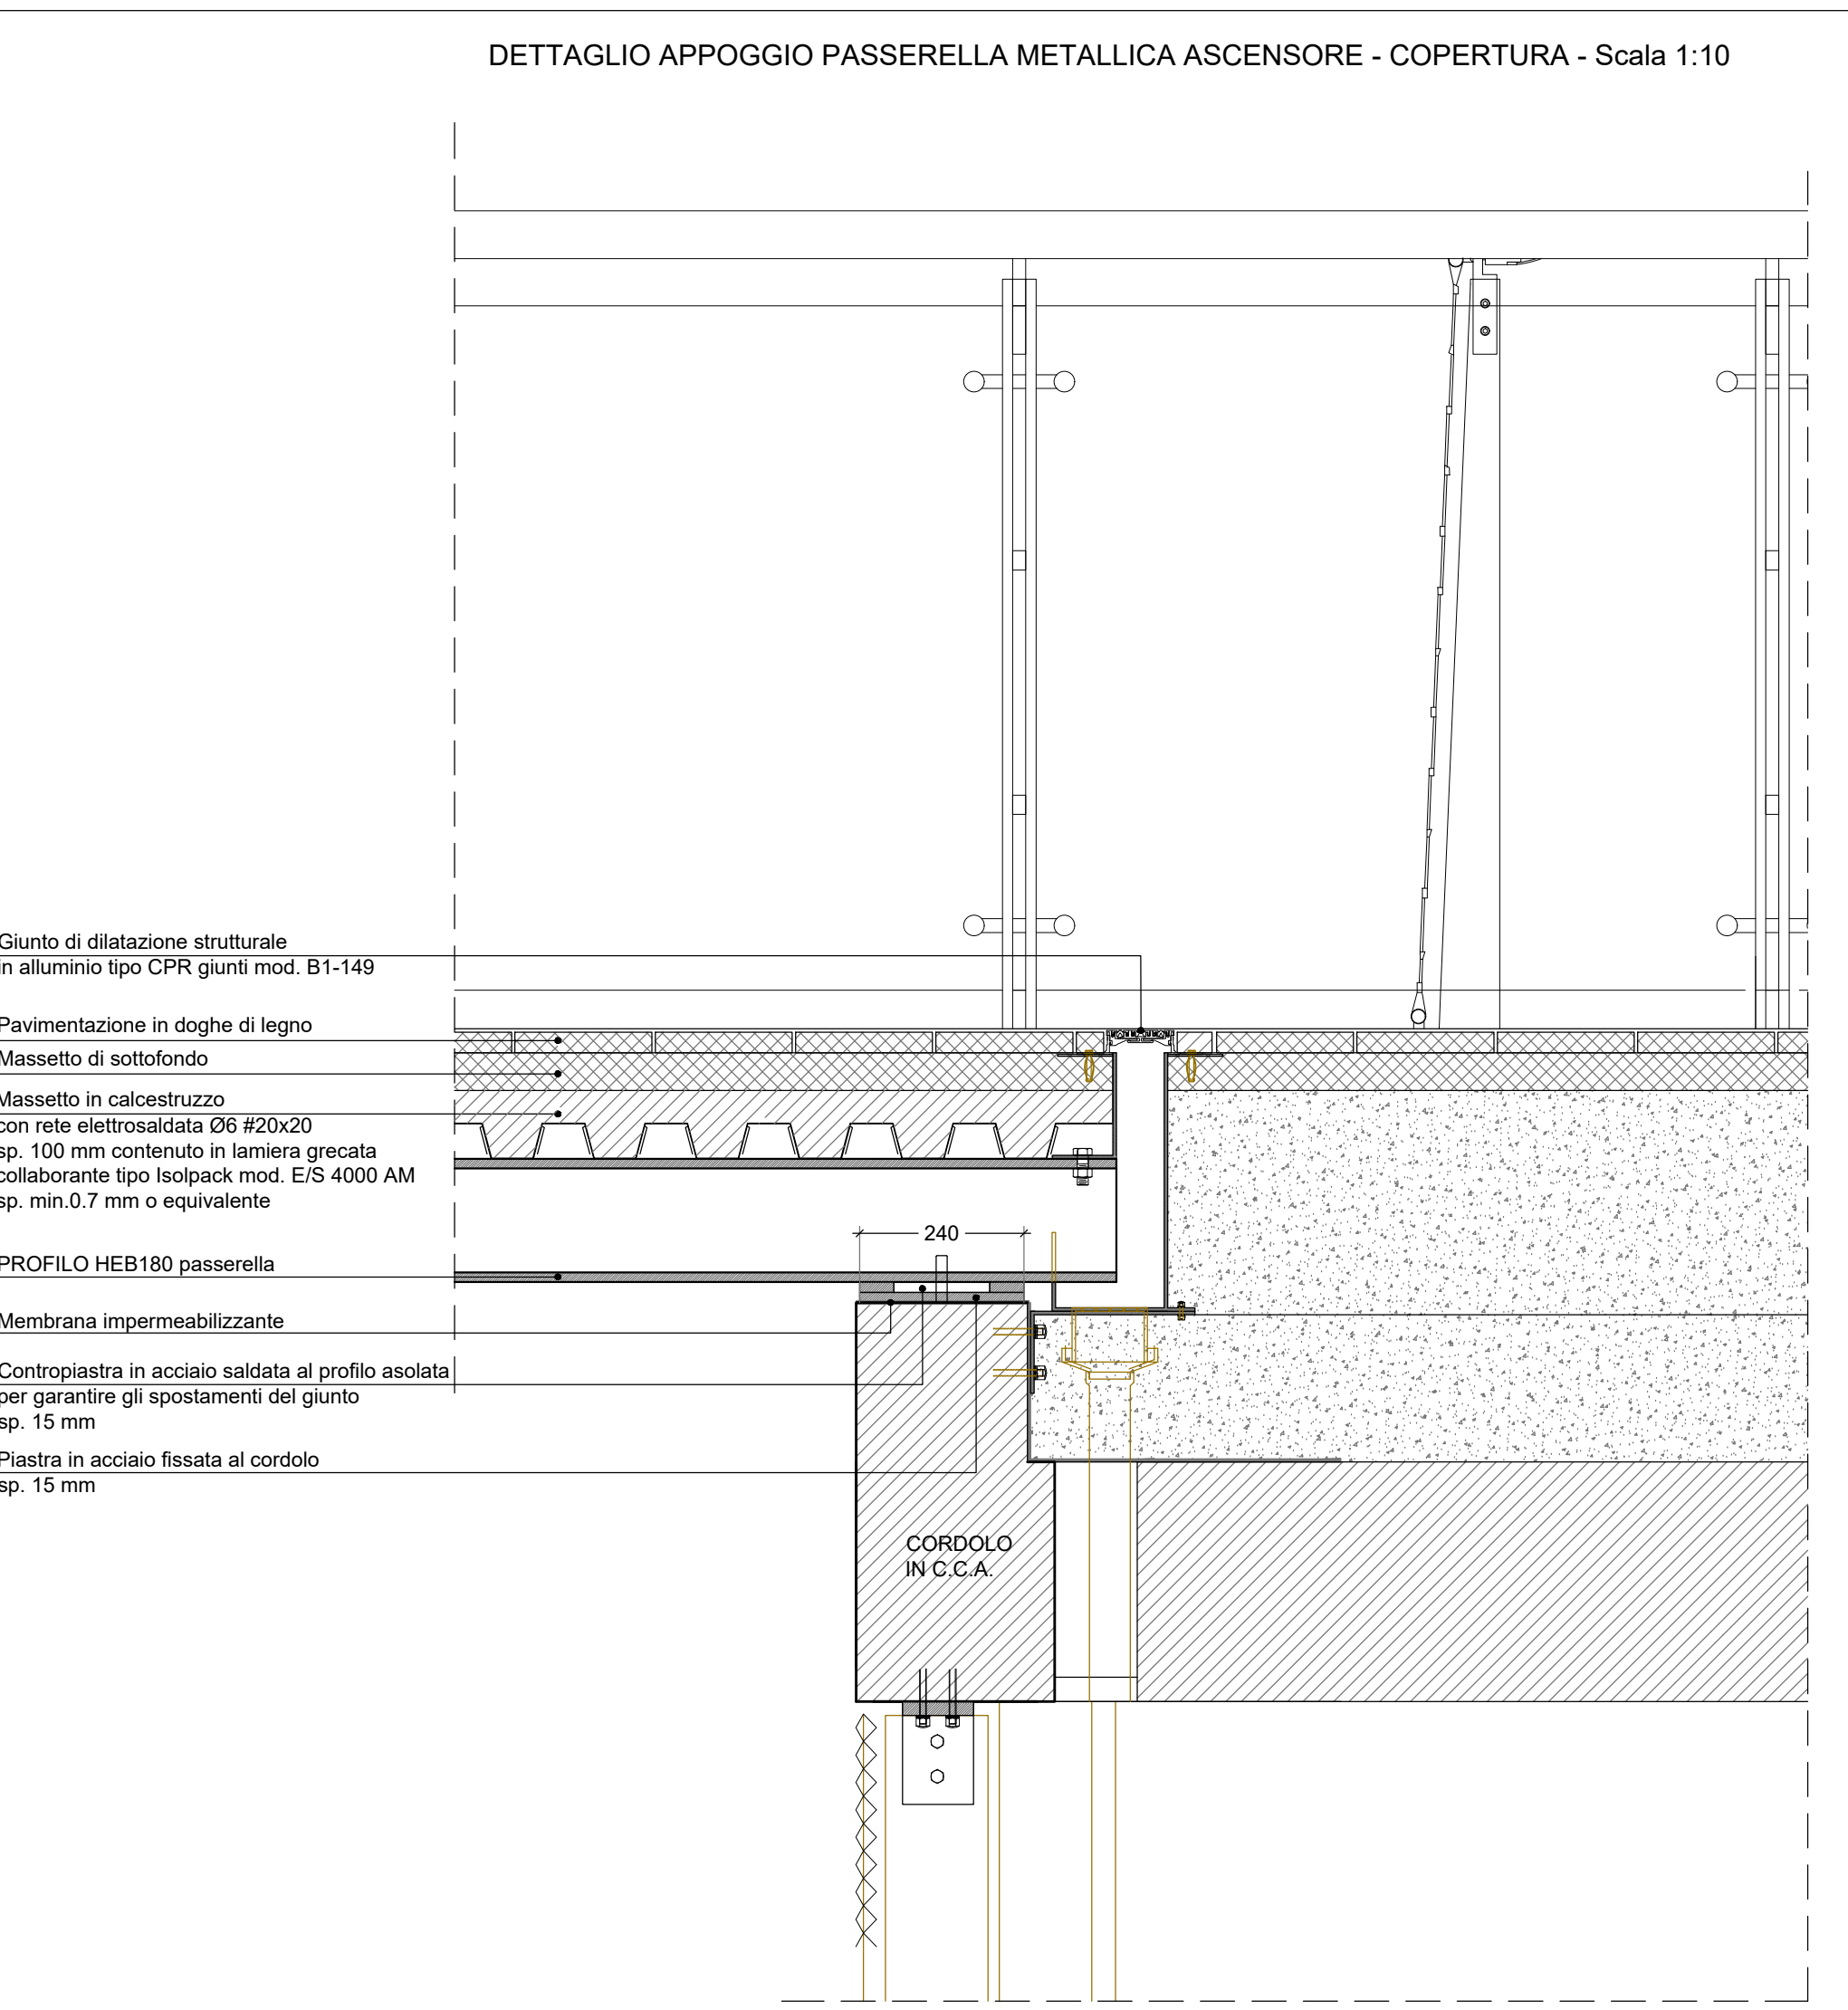 DETTAGLIO APPOGGIO PASSERELLA METALLICA ASCENSORE - COPERTURA - Scala 1:10
Giunto di dilatazione strutturale
in alluminio tipo CPR giunti mod. B1-149
Pavimentazione in doghe di legno
Massetto di sottofondo
Massetto in calcestruzzo
con rete elettrosaldata Ø6 #20x20
sp. 100 mm contenuto in lamiera grecata
collaborante tipo Isolpack mod. E/S 4000 AM
sp. min.0.7 mm o equivalente
240
PROFILO HEB180 passerella
Membrana impermeabilizzante
Contropiastra in acciaio saldata al profilo asolata
per garantire gli spostamenti del giunto
sp. 15 mm
Piastra in acciaio fissata al cordolo
sp. 15 mm
CORDOLO
IN C.C.A.